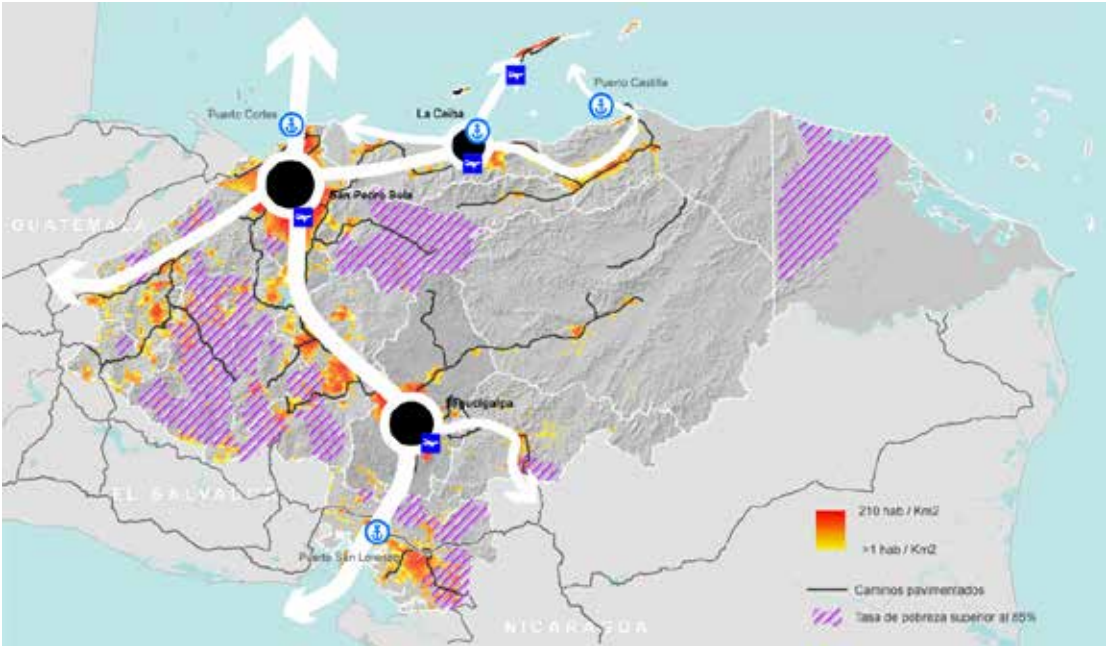 Puerto Castilla
La Ceiba
Puerto Cortes
San Pedro Sula
GUATEMALA
Tegucigalpa
EL SALVADOR
Puerto San Lorenzo
NICARAGUA
210 hab / Km2
>1 hab / Km2
Caminos pavimentados
Tasa de pobreza superior al 65%